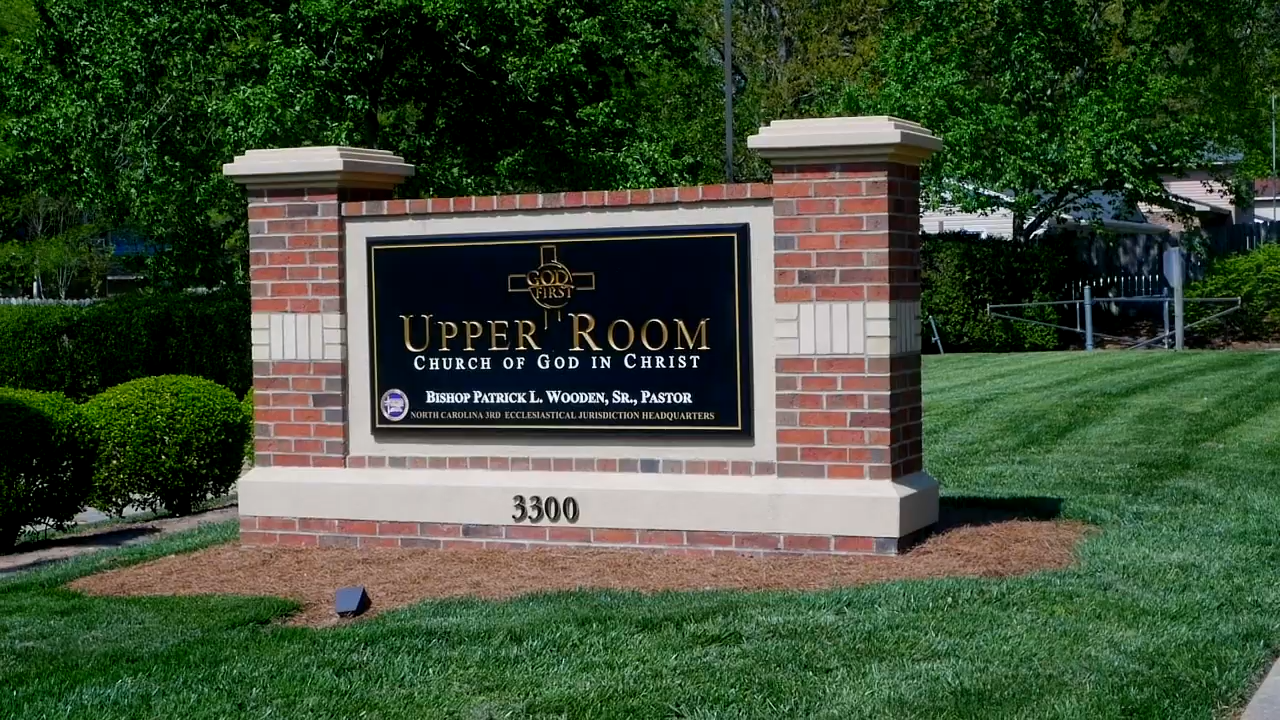 GOD
FIRST
UPPER ROOM
CHURCH OF GOD IN CHRIST
BISHOP PATRICK L. WOODEN, SR., PASTOR
NORTH CAROLINA 3RD ECCLESIASTICAL JURISDICTION HEADQUARTERS
3300